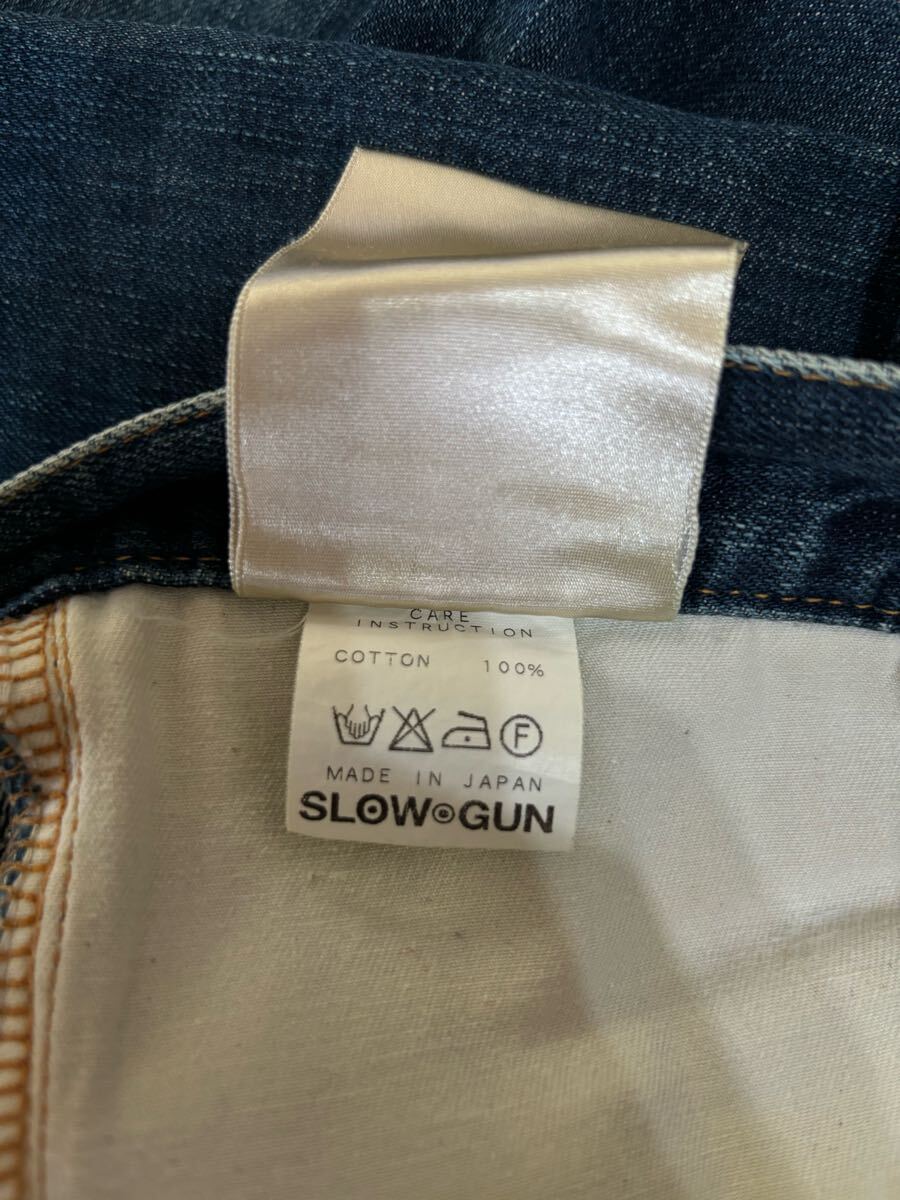 CARE
INSTRUCTION
COTTON 100%
F
MADE IN JAPAN
SLOW GUN